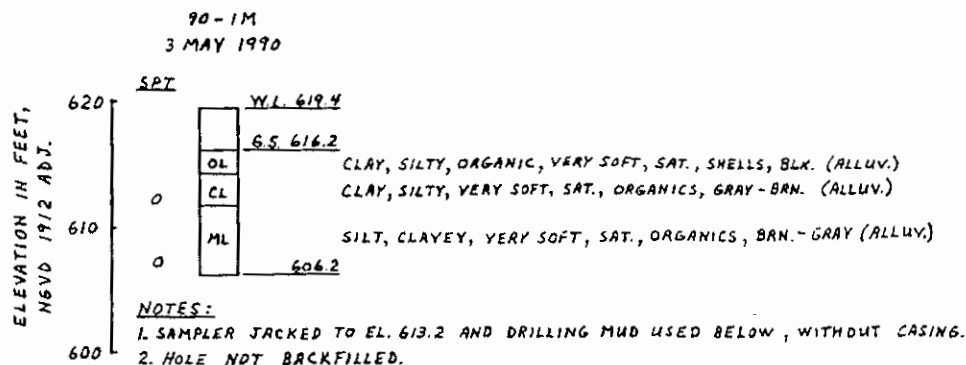 90-1M
3 MAY 1990
SPT
ELEVATION IN FEET,
NGVD 1912 ADJ.
620
610
600
W.L. 619.4
G.S. 616.2
OL CLAY, SILTY, ORGANIC, VERY SOFT, SAT., SHELLS, BLK. (ALLUV.)
O CL CLAY, SILTY, VERY SOFT, SAT., ORGANICS, GRAY-BRN. (ALLUV.)
ML SILT, CLAYEY, VERY SOFT, SAT., ORGANICS, BRN.-GRAY (ALLUV.)
O 606.2
NOTES:
1. SAMPLER JACKED TO EL. 613.2 AND DRILLING MUD USED BELOW, WITHOUT CASING.
2. HOLE NOT BACKFILLED.